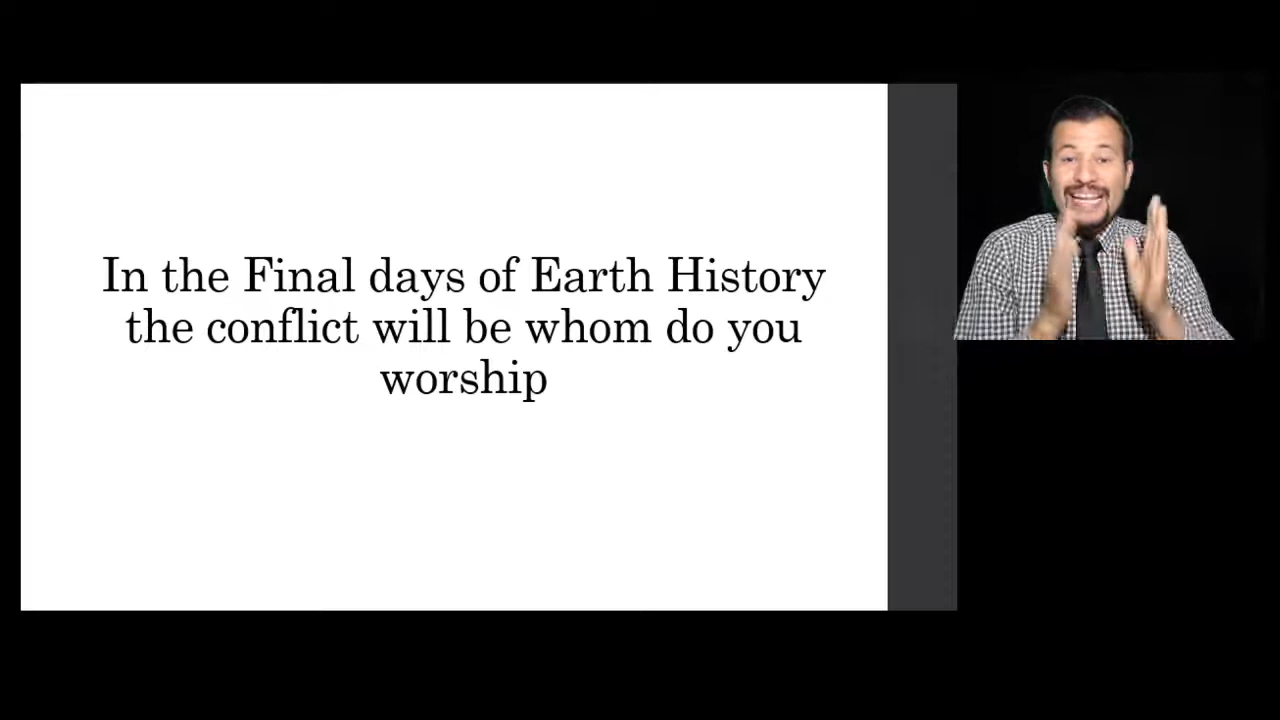 In the Final days of Earth History
the conflict will be whom do you
worship